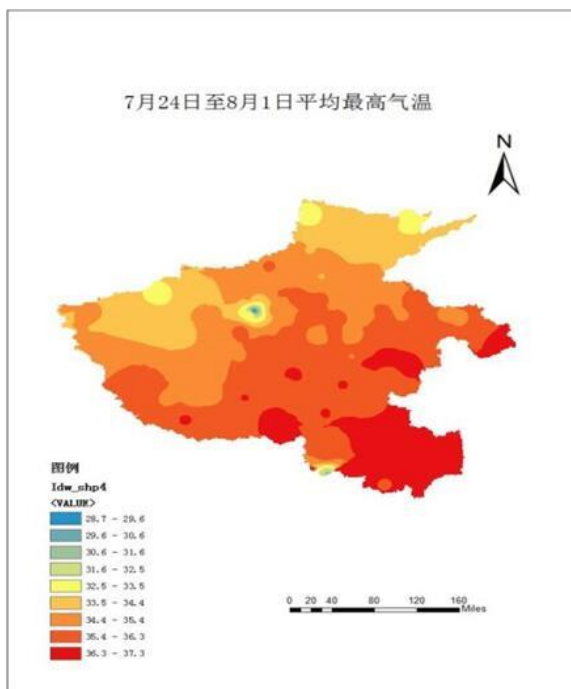 7月24日至8月1日平均最高气温
N
图例
Idw_shp4
<VALUE>
28.7 - 29.6
29.6 - 30.6
30.6 - 31.6
31.6 - 32.5
32.5 - 33.5
33.5 - 34.4
34.4 - 35.4
35.4 - 36.3
36.3 - 37.3
0 20 40 80 120 160
Miles